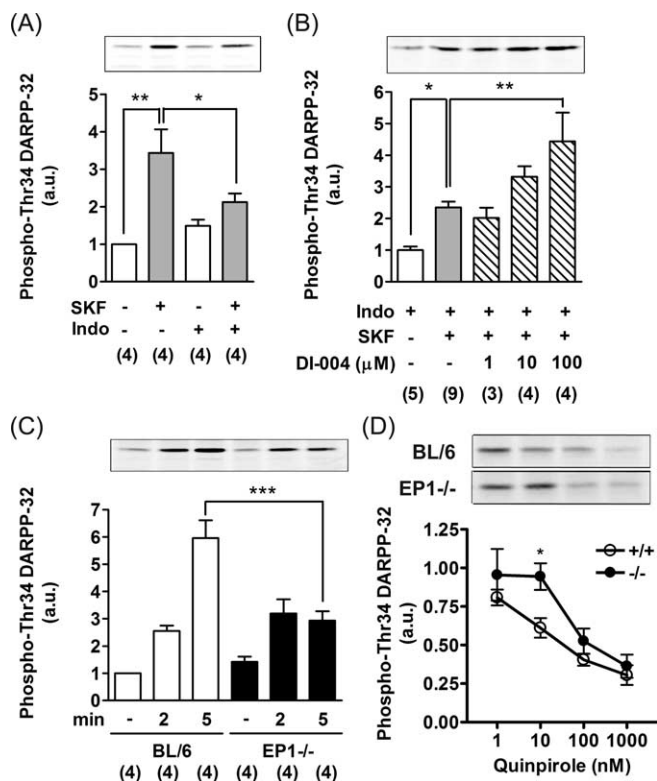 (A)
**
*
Phospho-Thr34 DARPP-32
(a.u.)
5
4
3
2
1
0
SKF - + - +
Indo - - + +
(4) (4) (4) (4)
(B)
*
**
Phospho-Thr34 DARPP-32
(a.u.)
6
5
4
3
2
1
0
Indo + + + + +
SKF - + + + +
DI-004 (µM) - - 1 10 100
(5) (9) (3) (4) (4)
(C)
***
Phospho-Thr34 DARPP-32
(a.u.)
7
6
5
4
3
2
1
0
min - 2 5 - 2 5
BL/6 EP1-/-
(4) (4) (4) (4) (4) (4)
(D)
BL/6
EP1-/-
Phospho-Thr34 DARPP-32
(a.u.)
1.25
1.00
0.75
0.50
0.25
0.00
*
+/+
-/-
1 10 100 1000
Quinpirole (nM)